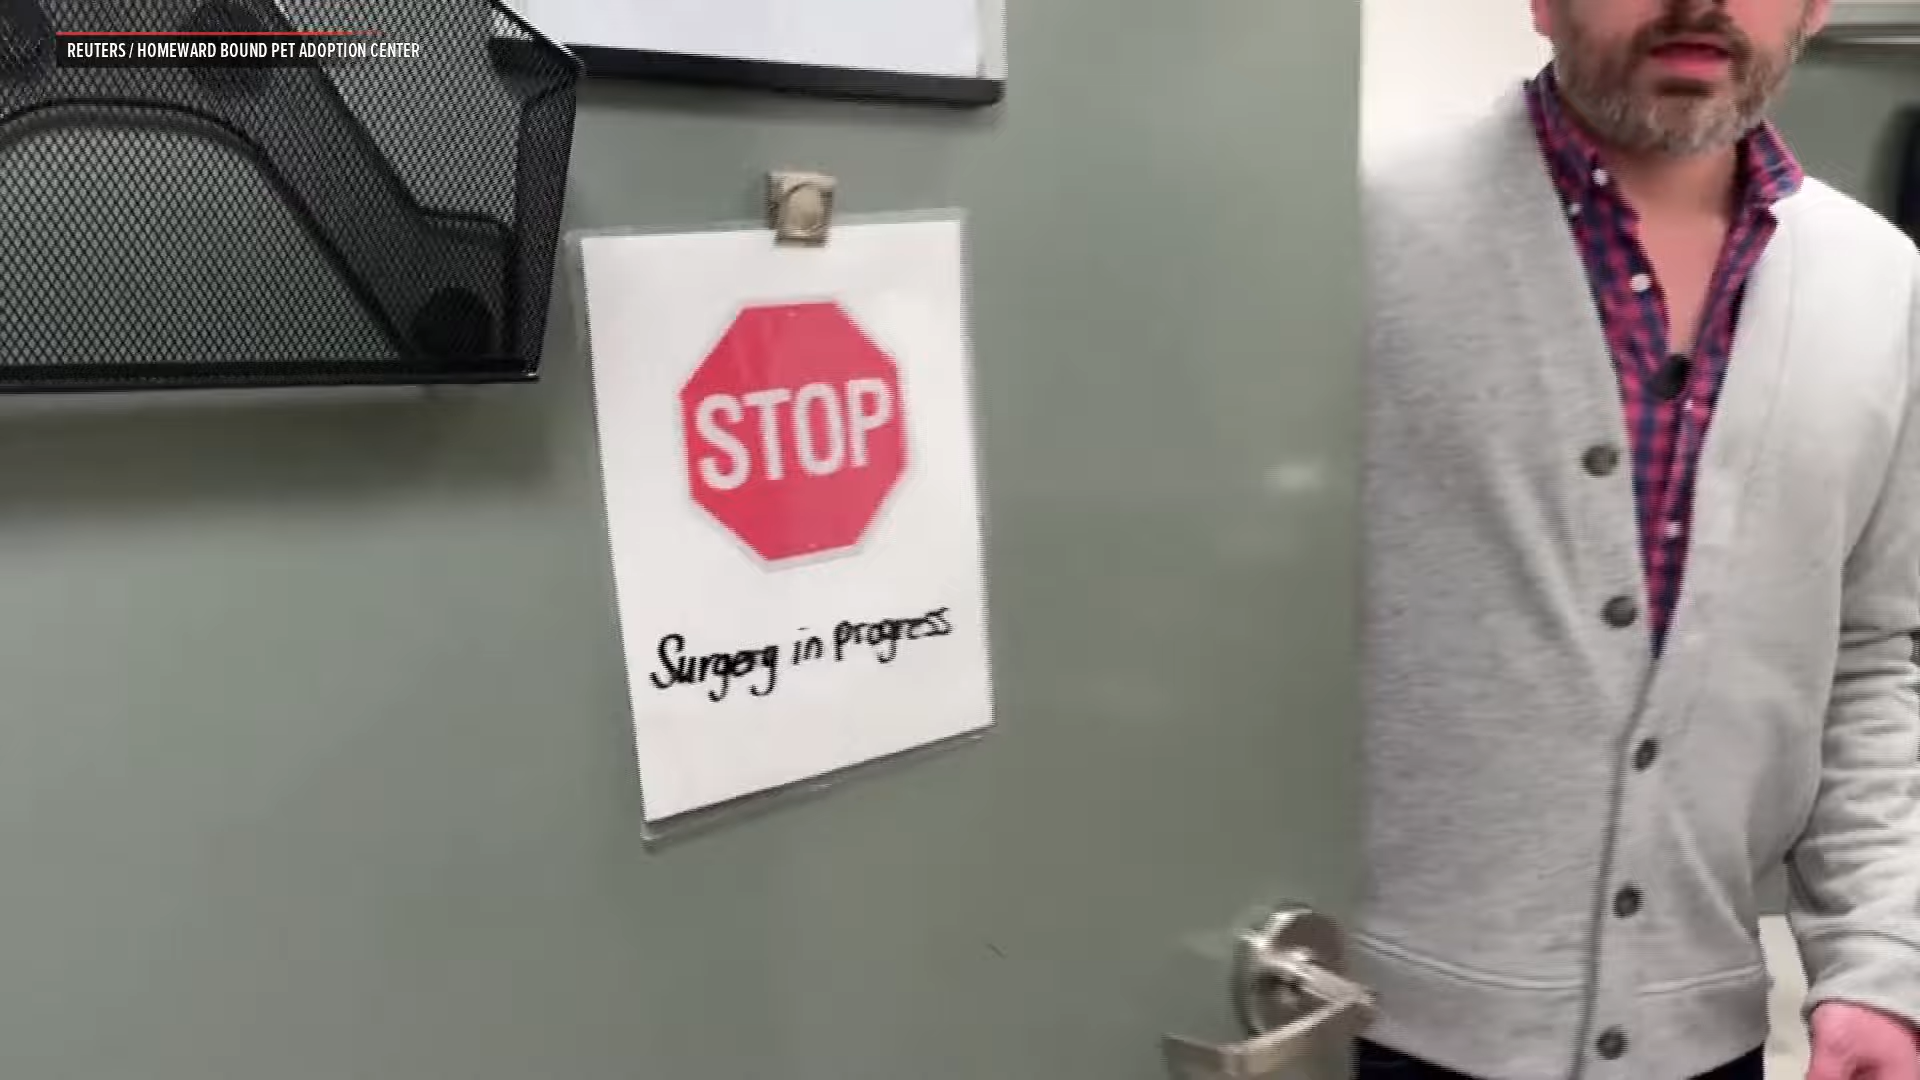 REUTERS / HOMEWARD BOUND PET ADOPTION CENTER
STOP
Surgery in progress